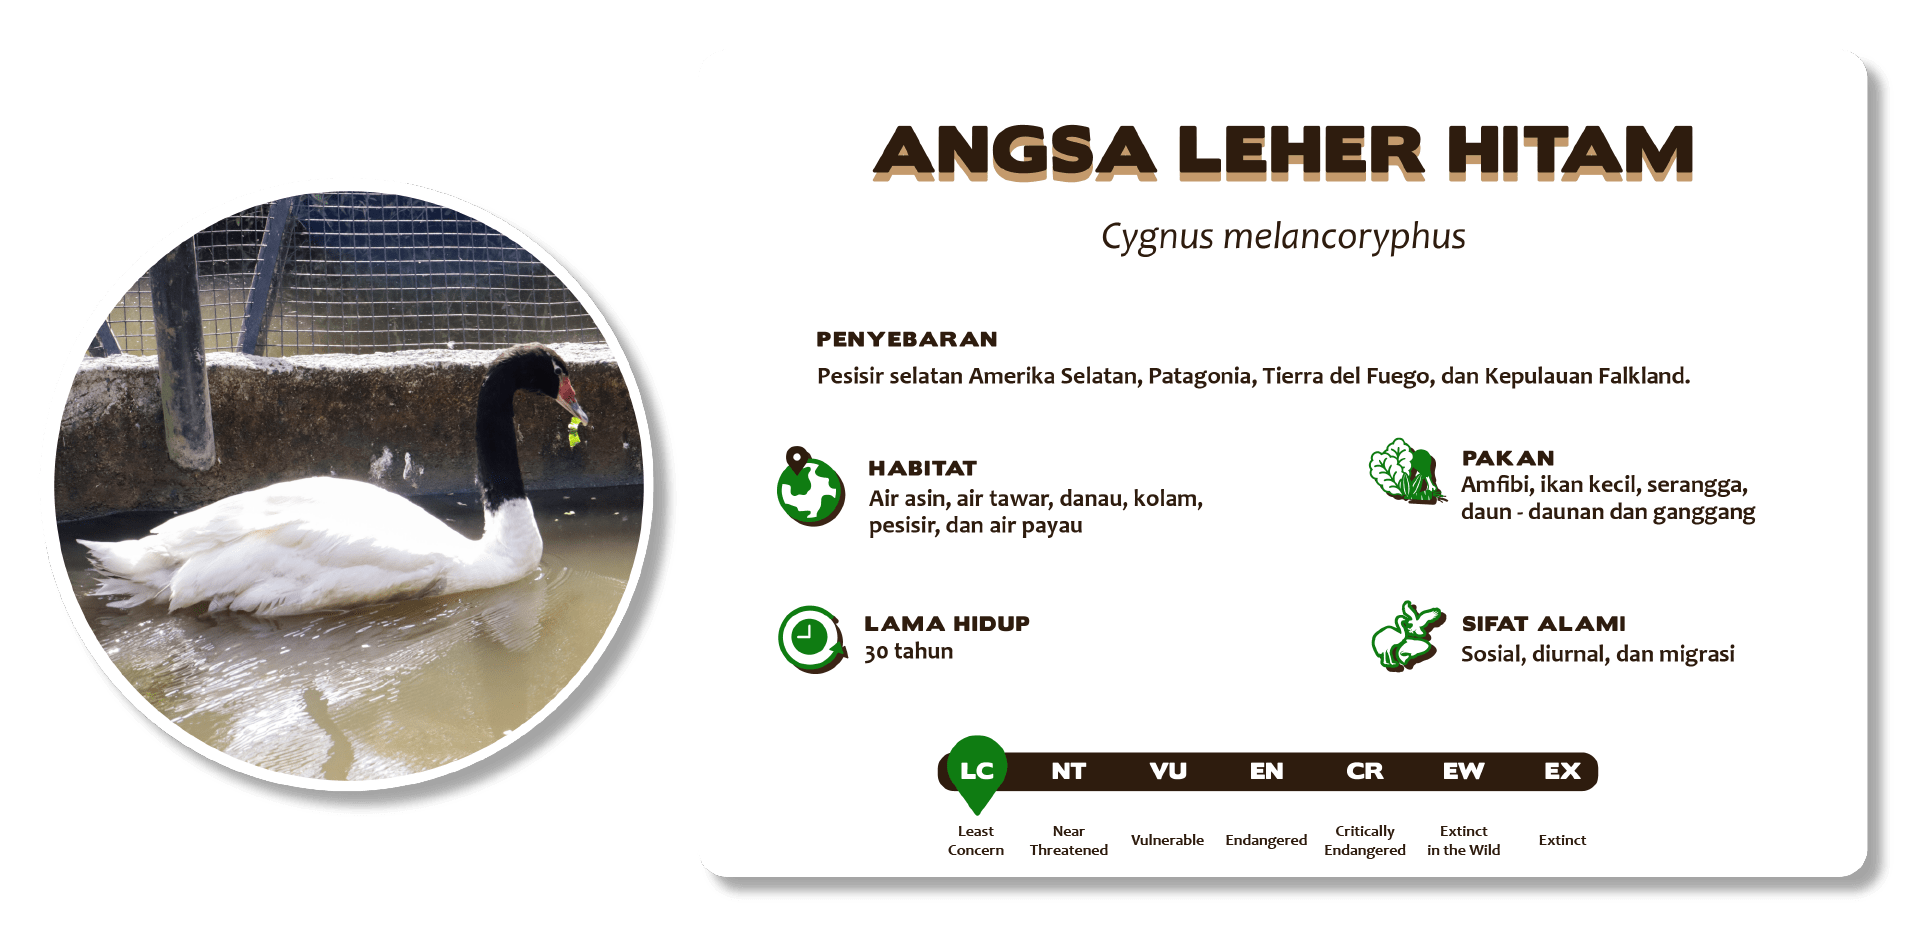 ANGSA LEHER HITAM
Cygnus melancoryphus
PENYEBARAN
Pesisir selatan Amerika Selatan, Patagonia, Tierra del Fuego, dan Kepulauan Falkland.
HABITAT
Air asin, air tawar, danau, kolam,
pesisir, dan air payau
PAKAN
Amfibi, ikan kecil, serangga,
daun - daunan dan ganggang
LAMA HIDUP
30 tahun
SIFAT ALAMI
Sosial, diurnal, dan migrasi
LC NT VU EN CR EW EX
Least Concern
Near Threatened
Vulnerable
Endangered
Critically Endangered
Extinct in the Wild
Extinct